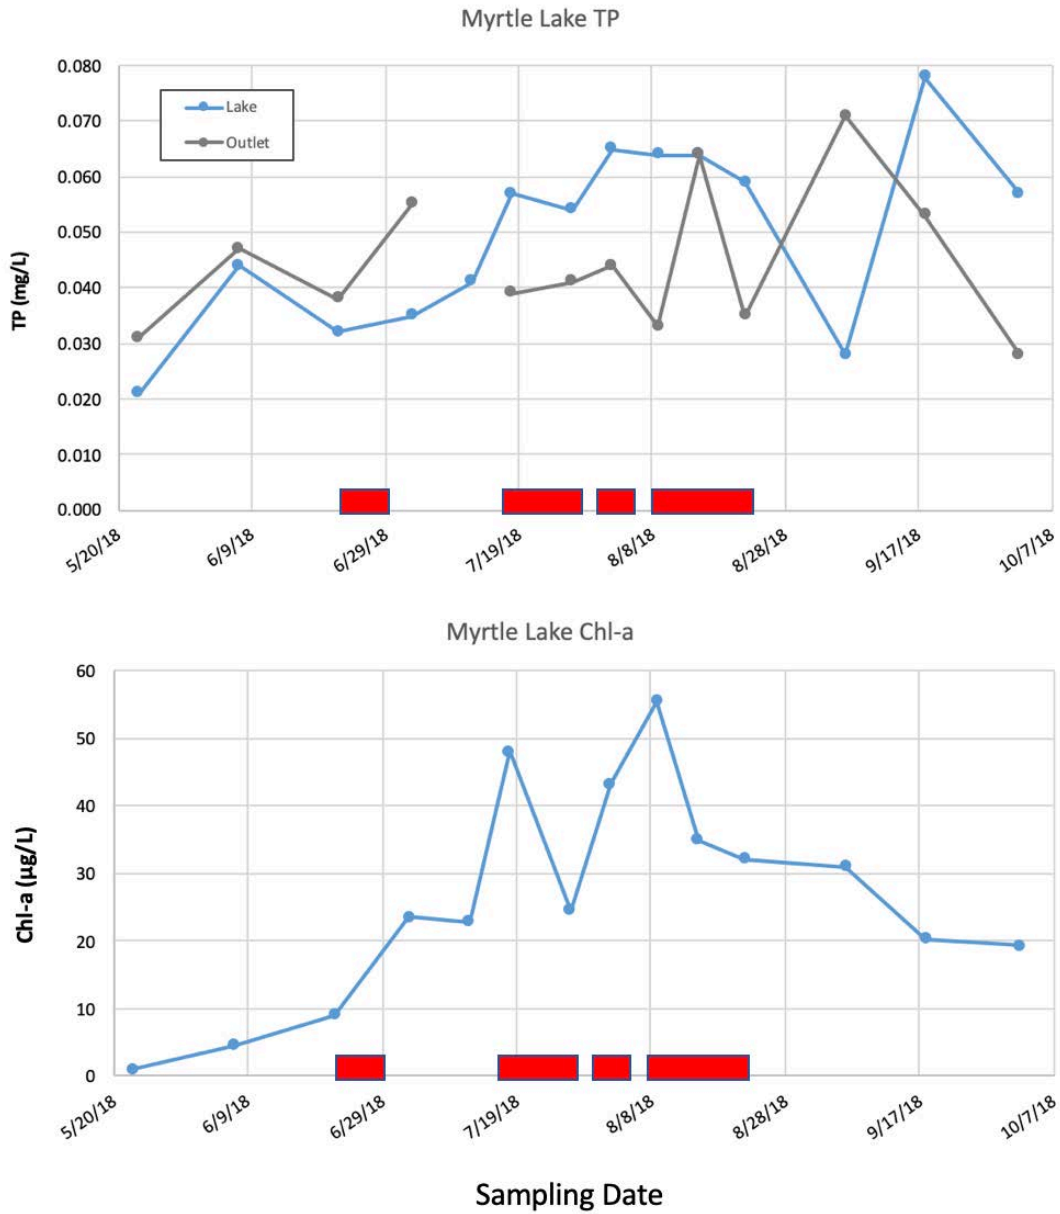 Myrtle Lake TP
0.080
0.070
0.060
0.050
0.040
0.030
0.020
0.010
0.000
TP (mg/L)
Lake
Outlet
5/20/18 6/9/18 6/29/18 7/19/18 8/8/18 8/28/18 9/17/18 10/7/18
Myrtle Lake Chl-a
60
50
40
30
20
10
0
Chl-a (µg/L)
5/20/18 6/9/18 6/29/18 7/19/18 8/8/18 8/28/18 9/17/18 10/7/18
Sampling Date